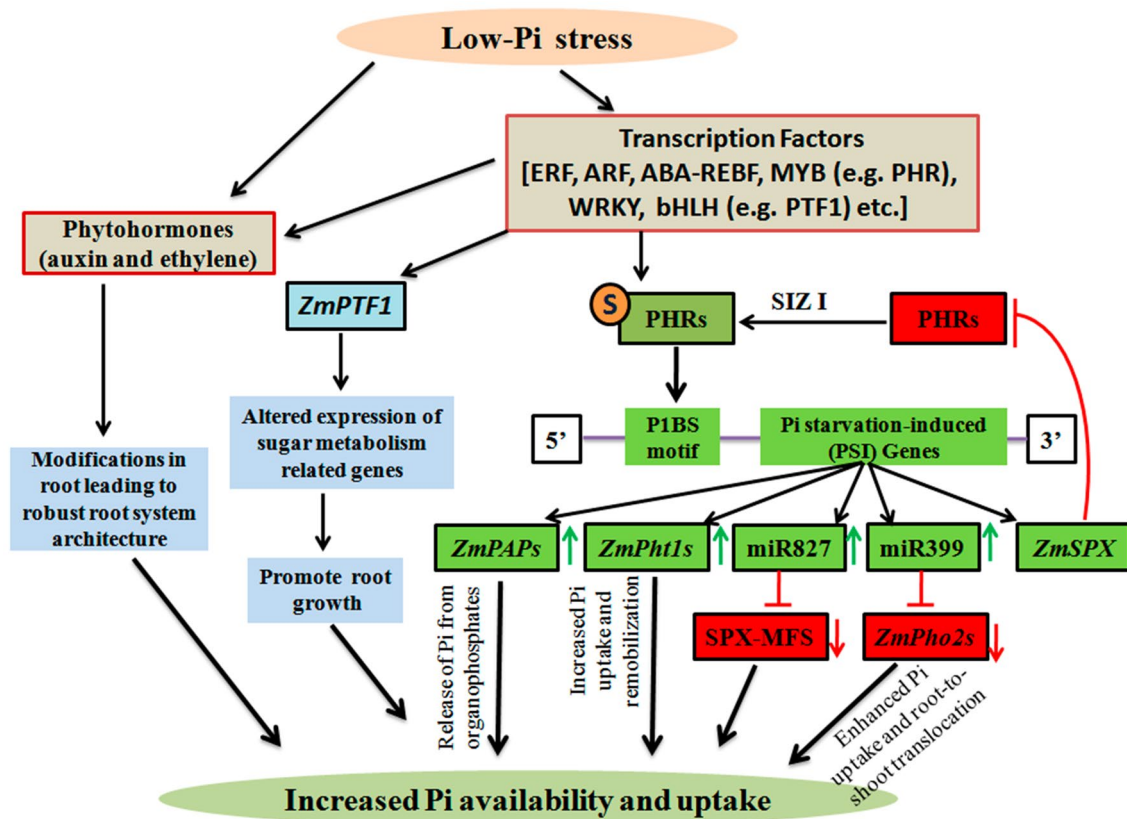 Low-Pi stress
Transcription Factors
[ERF, ARF, ABA-REBF, MYB (e.g. PHR),
WRKY, bHLH (e.g. PTF1) etc.]
Phytohormones
(auxin and ethylene)
ZmPTF1
S
PHRs
SIZ I
PHRs
Altered expression of
sugar metabolism
related genes
5’
P1BS
motif
Pi starvation-induced
(PSI) Genes
3’
Modifications in
root leading to
robust root system
architecture
ZmPAPs
ZmPht1s
miR827
miR399
ZmSPX
Promote root
growth
Release of Pi from
organophosphates
Increased Pi
uptake and
remobilization
SPX-MFS
ZmPho2s
Enhanced Pi
uptake and root-to-
shoot translocation
Increased Pi availability and uptake